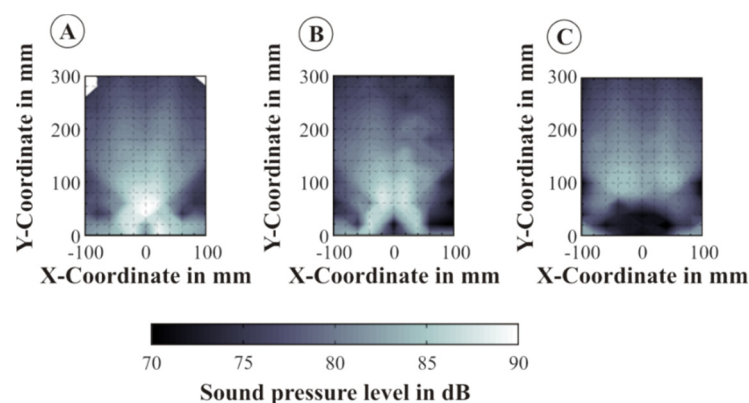 A
B
C
300
200
100
0
-100
0
100
Y-Coordinate in mm
X-Coordinate in mm
300
200
100
0
-100
0
100
Y-Coordinate in mm
X-Coordinate in mm
300
200
100
0
-100
0
100
Y-Coordinate in mm
X-Coordinate in mm
70 75 80 85 90
Sound pressure level in dB